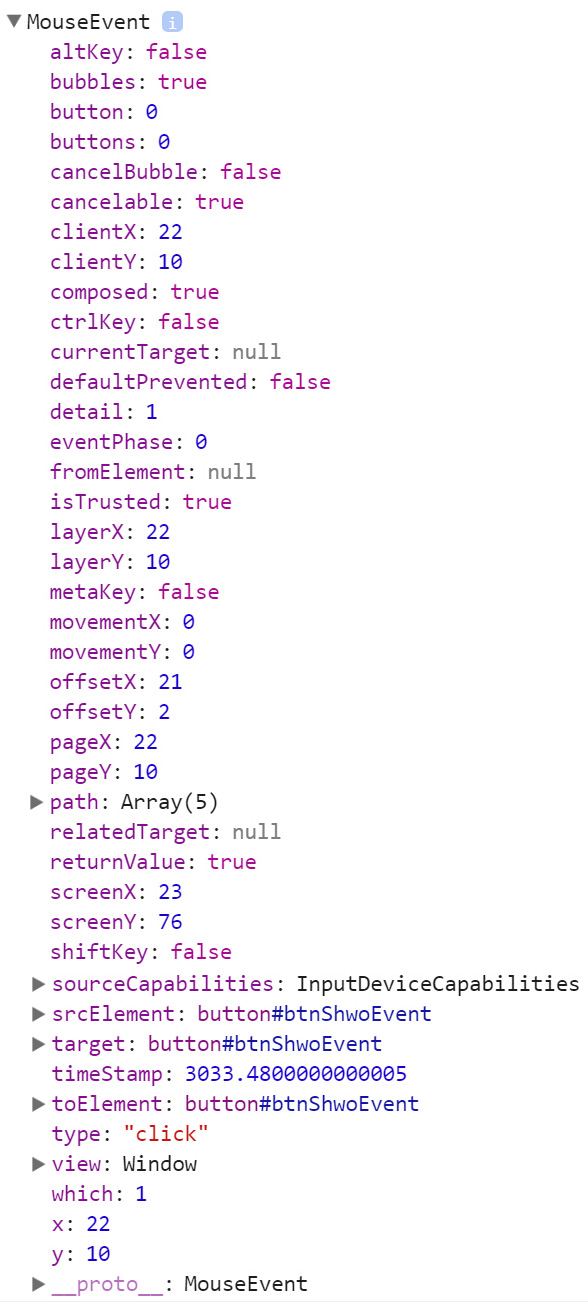 MouseEvent i
altKey: false
bubbles: true
button: 0
buttons: 0
cancelBubble: false
cancelable: true
clientX: 22
clientY: 10
composed: true
ctrlKey: false
currentTarget: null
defaultPrevented: false
detail: 1
eventPhase: 0
fromElement: null
isTrusted: true
layerX: 22
layerY: 10
metaKey: false
movementX: 0
movementY: 0
offsetX: 21
offsetY: 2
pageX: 22
pageY: 10
path: Array(5)
relatedTarget: null
returnValue: true
screenX: 23
screenY: 76
shiftKey: false
sourceCapabilities: InputDeviceCapabilities
srcElement: button#btnShwoEvent
target: button#btnShwoEvent
timeStamp: 3033.4800000000005
toElement: button#btnShwoEvent
type: "click"
view: Window
which: 1
x: 22
y: 10
__proto__: MouseEvent